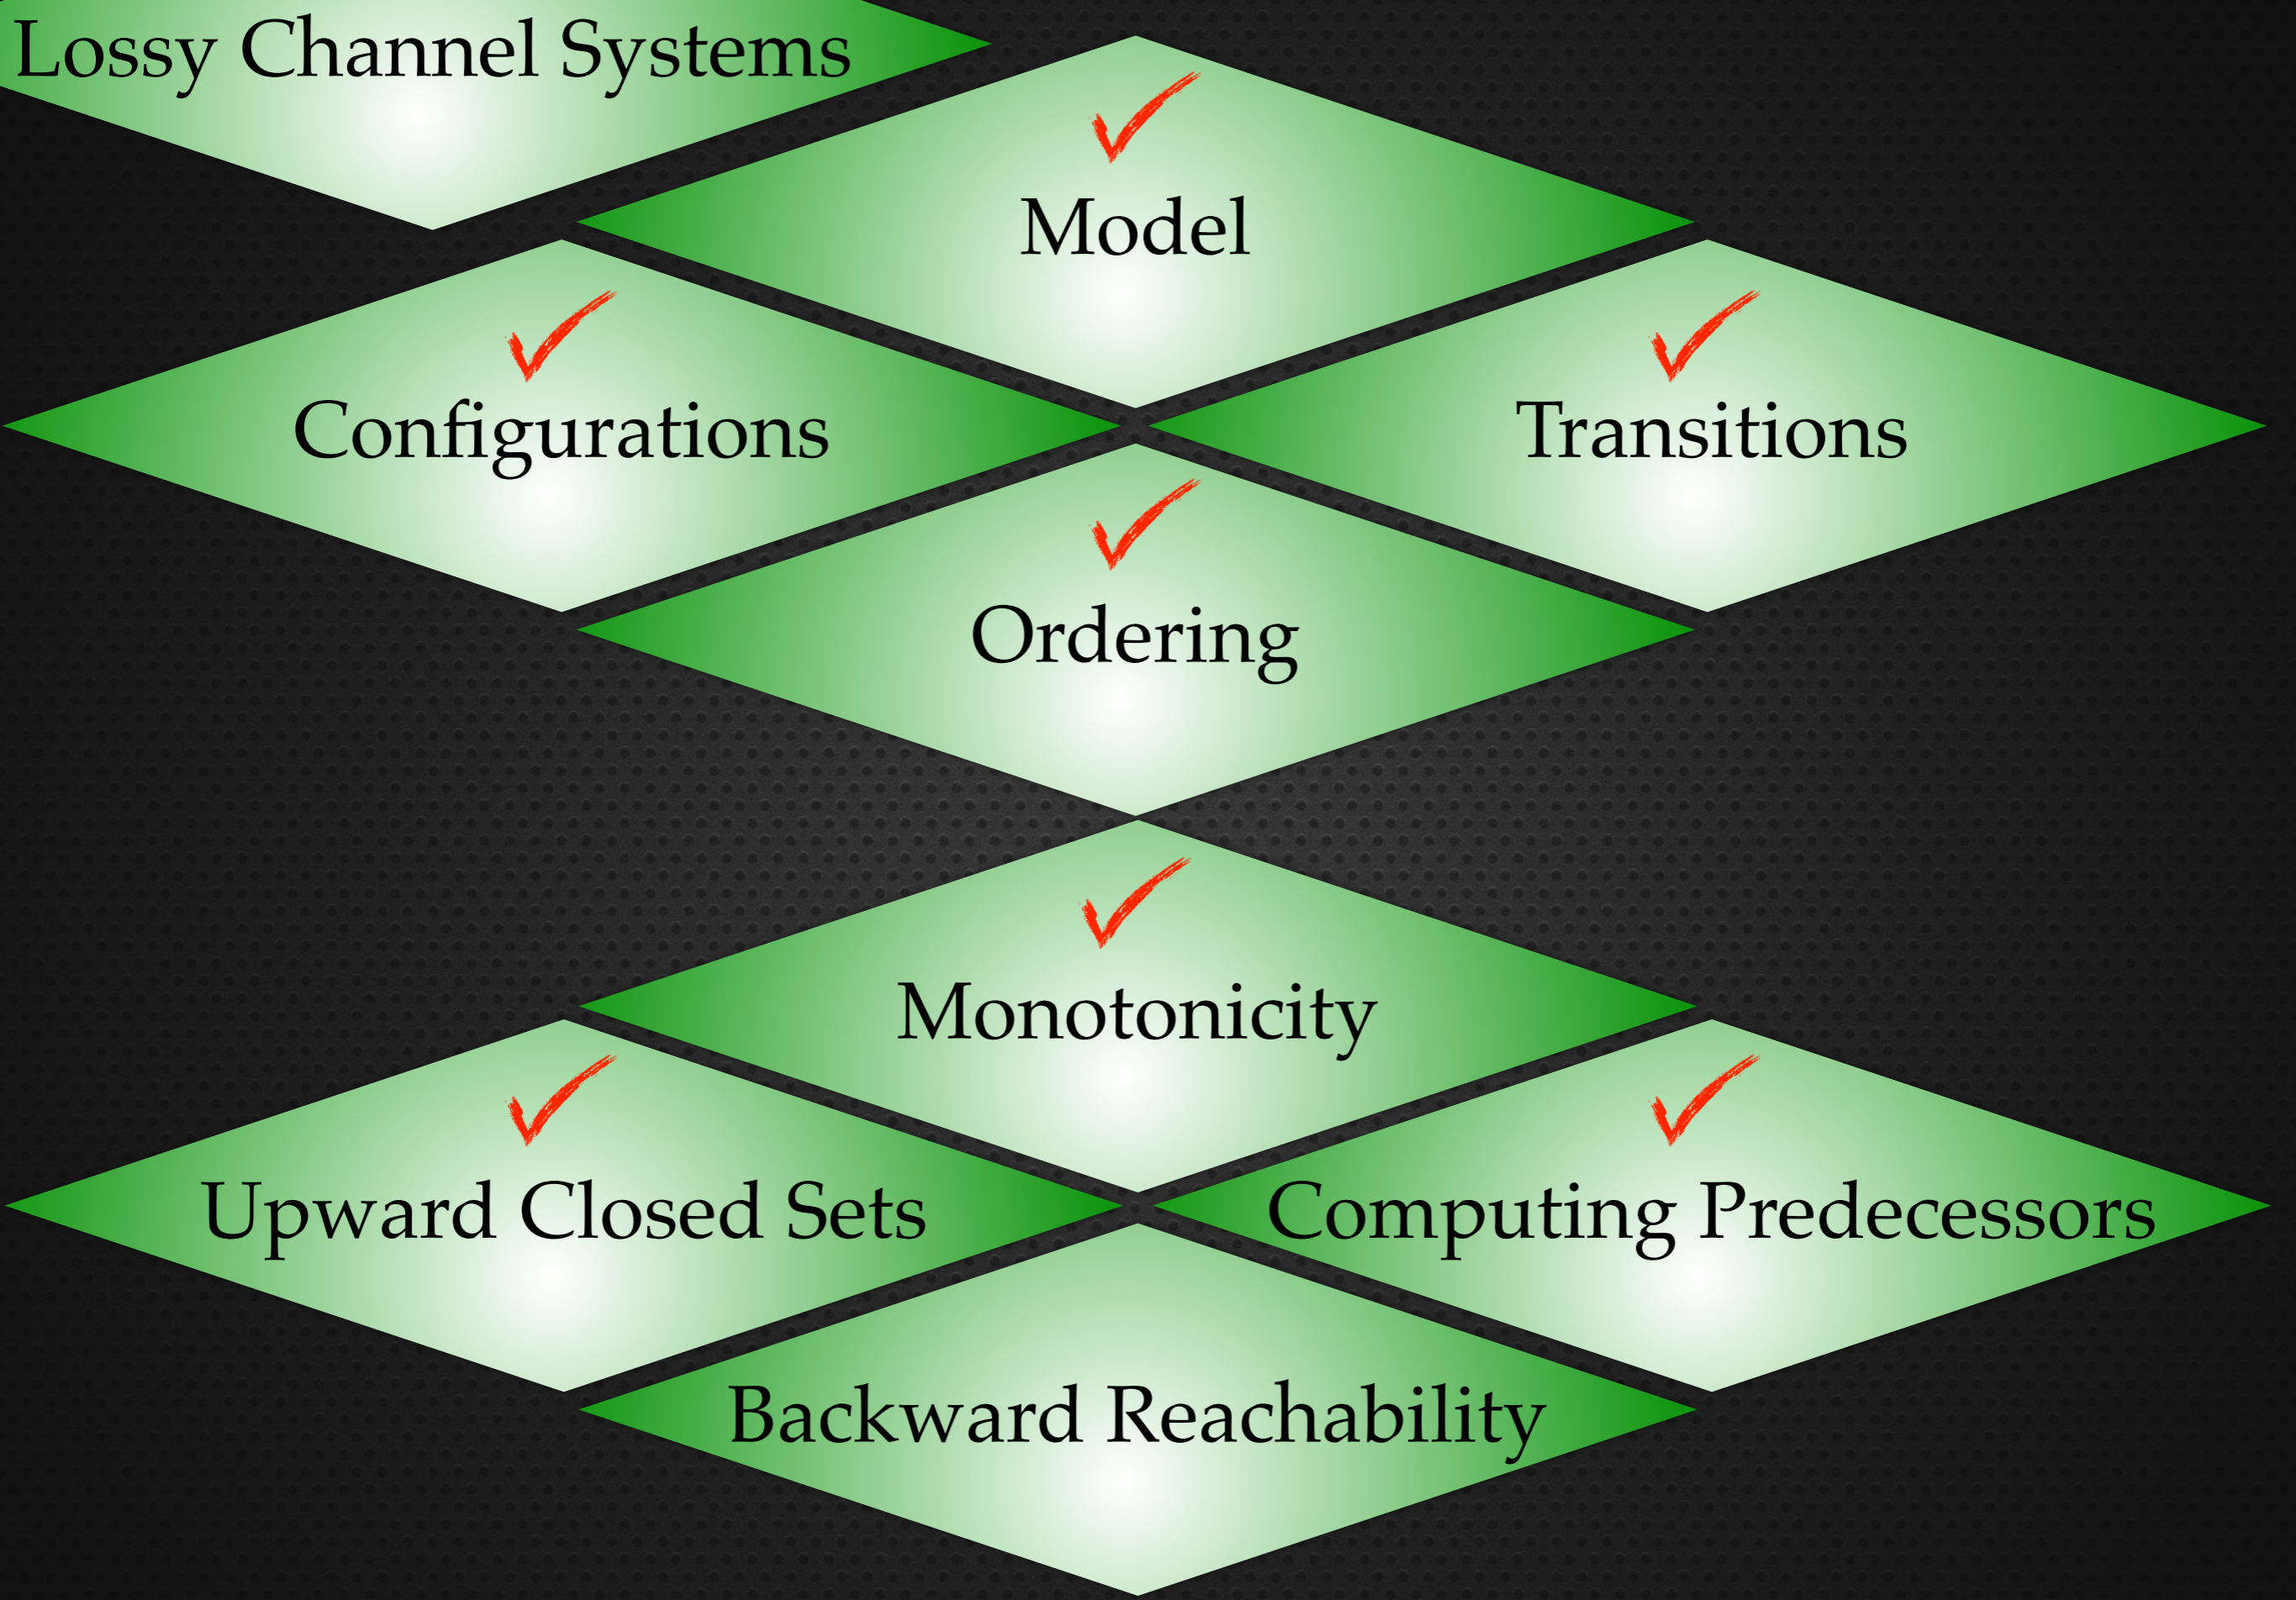 Lossy Channel Systems
Model
Configurations
Transitions
Ordering
Monotonicity
Upward Closed Sets
Computing Predecessors
Backward Reachability